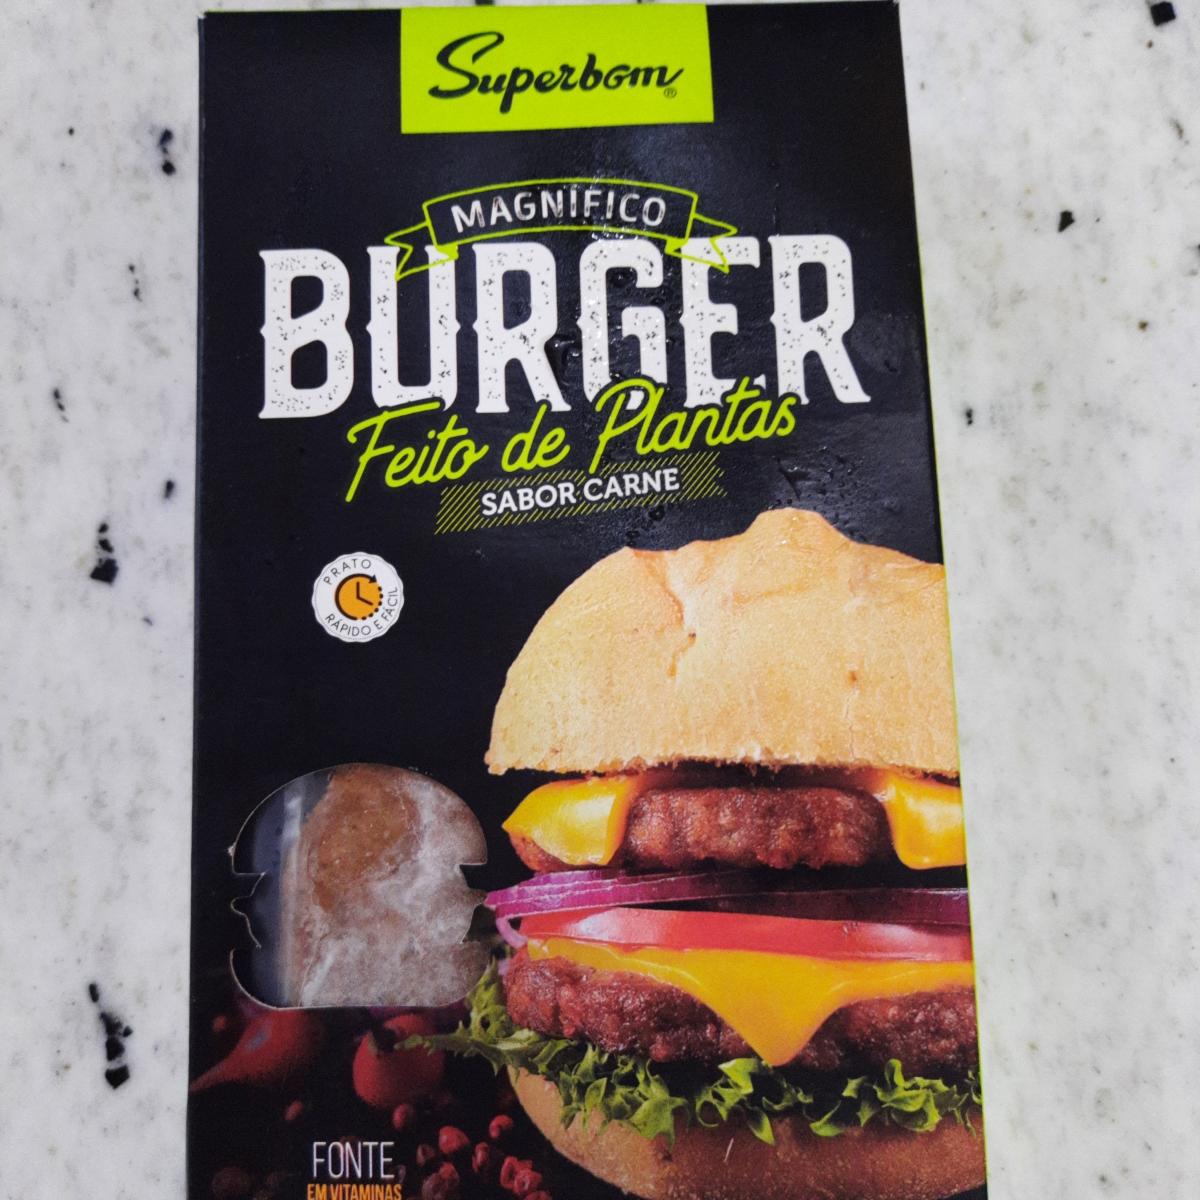 Superbom®
MAGNÍFICO
BURGER
Feito de Plantas
SABOR CARNE
PRATO
RÁPIDO E FÁCIL
FONTE
EM VITAMINAS